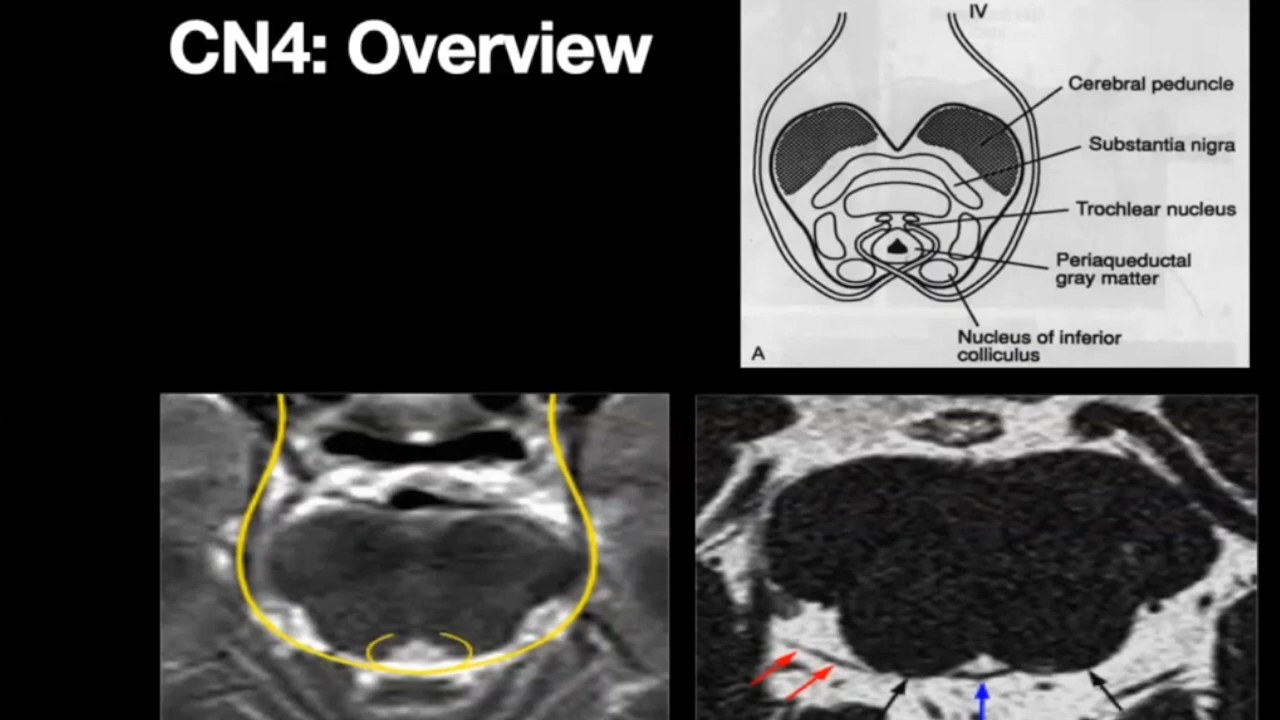 CN4: Overview
IV
Cerebral peduncle
Substantia nigra
Trochlear nucleus
Periaqueductal
gray matter
Nucleus of inferior
colliculus
A